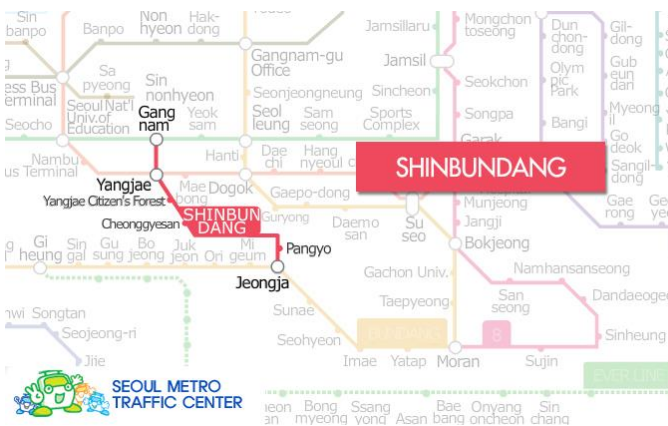 Sin
banpo
Banpo
Non Hak-
hyeon dong
Jamsillaru
Mongchon
toseong
Dun
chon-
dong
Gil-
dong
Gangnam-gu
Office
Jamsil
Olym
pic
Park
Gub
eun
dan
Sa
pyeong
Sin
nonhyeon
ess Bus
erminal
Seoul Nat'l
Univ.of
Education
Seocho
Gang
nam
Yeok
sam
Seonjeongneung
Seol
leung
Sam
seong
Sincheon
Sports
Complex
Seokchon
Songpa
Garak
Bangi
Myeong
il
Go
deok
Sangil-
dong
Nambu
us Terminal
Hanti
Dae
chi
Hang
nyeoul
SHINBUNDANG
Yangjae
Mae
bong
Dogok
Gaepo-dong
Yangjae Citizen's Forest
SHINBUN
DANG
Guryong
Daemo
san
Su
seo
Munjeong
Jangji
Bokjeong
Gae
rong
Cheonggyesan
Pangyo
Gi
heung
Sin
gal
Gu
sung
Bo
jeong
Juk
jeon
Ori
Mi
geum
Jeongja
Gachon Univ.
Namhansanseong
Taepyeong
San
seong
Dandaeogeo
Songtan
Seojeong-ri
Jije
Sunae
Seohyeon
BUNDANG
8
Sinheung
Imae
Yatap
Moran
Sujin
EVER LINE
SEOUL METRO
TRAFFIC CENTER
Bong
myeong
Ssang
yong
Asan
Bae
bang
Onyang
oncheon
Sin
chang